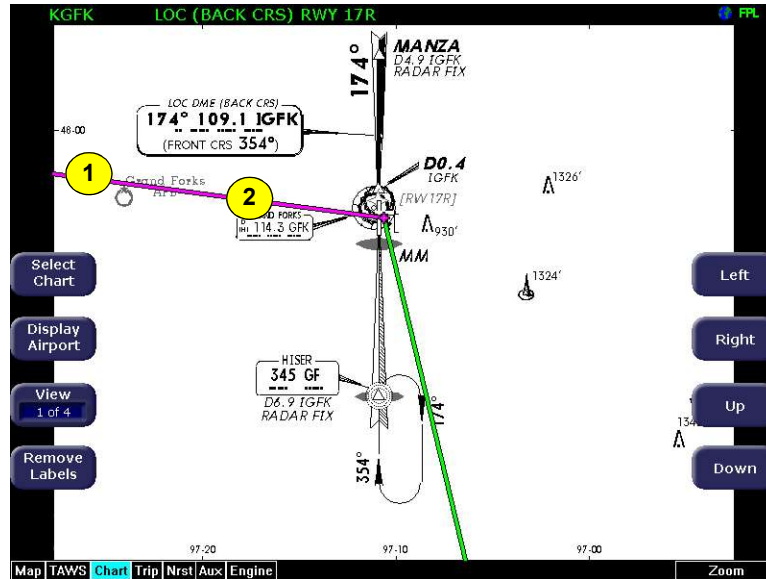 KGFK LOC (BACK CRS) RWY 17R FPL
174°
MANZA
D4.9 IGFK
RADAR FIX
LOC DME (BACK CRS)
174° 109.1 IGFK
(FRONT CRS 354°)
48-00
1
2
Grand Forks
AFB
D0.4
IGFK
[RW17R]
1326'
FORKS
114.3 GFK
930'
MM
Select
Chart
Display
Airport
View
1 of 4
Remove
Labels
1324'
Left
Right
Up
Down
HISER
345 GF
D6.9 IGFK
RADAR FIX
174°
354°
97-20
97-10
97-00
Map TAWS Chart Trip Nrst Aux Engine Zoom